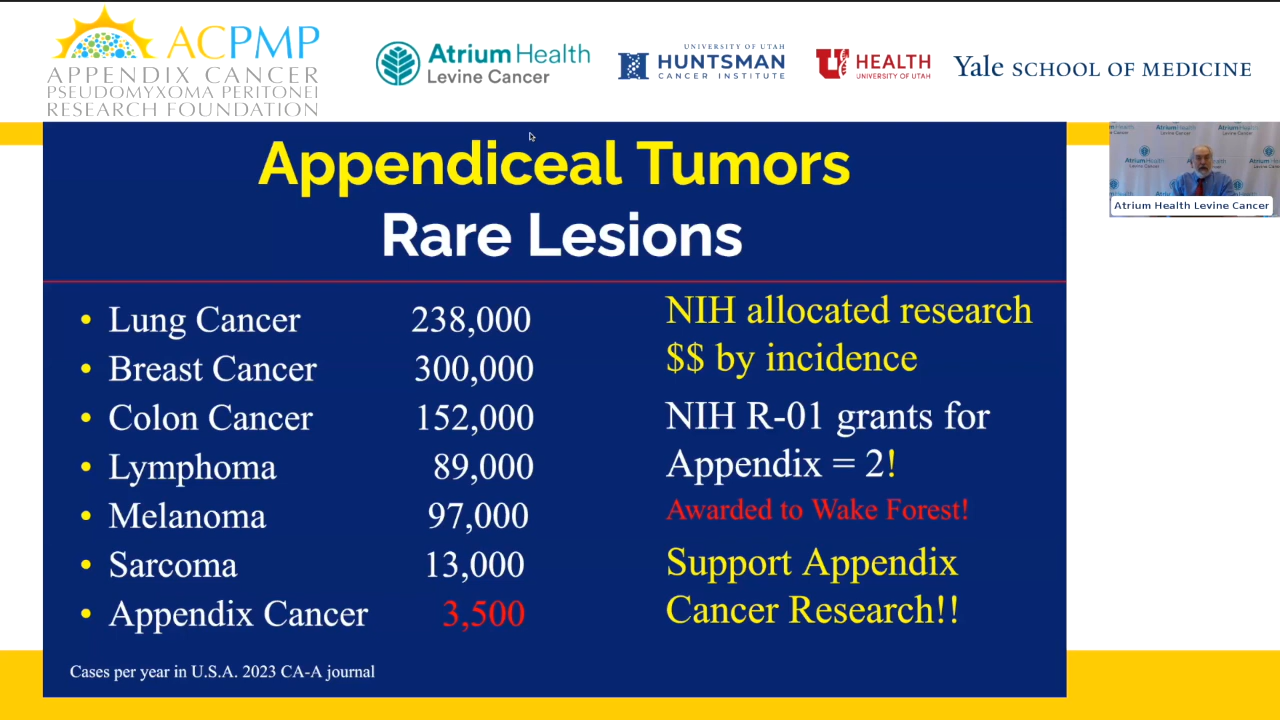 ACPMP
APPENDIX CANCER
PSEUDOMYXOMA PERITONEI
RESEARCH FOUNDATION
Atrium Health
Levine Cancer
UNIVERSITY OF UTAH
HUNTSMAN
CANCER INSTITUTE
HEALTH
UNIVERSITY OF UTAH
Yale SCHOOL OF MEDICINE
Appendiceal Tumors
Rare Lesions
• Lung Cancer 238,000
• Breast Cancer 300,000
• Colon Cancer 152,000
• Lymphoma 89,000
• Melanoma 97,000
• Sarcoma 13,000
• Appendix Cancer 3,500
NIH allocated research
$$ by incidence
NIH R-01 grants for
Appendix = 2!
Awarded to Wake Forest!
Support Appendix
Cancer Research!!
Cases per year in U.S.A. 2023 CA-A journal
Atrium Health
Atrium Health
Atrium Health Levine Cancer